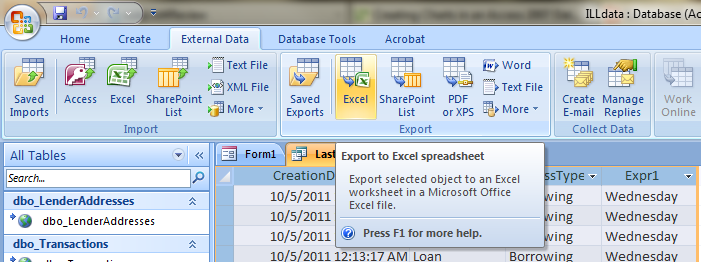 ILLdata : Database (Ac
Home Create External Data Database Tools Acrobat
Saved Imports
Access
Excel
SharePoint List
Text File
XML File
More
Import
Saved Exports
Excel
SharePoint List
PDF or XPS
Word
Text File
More
Export
Create E-mail
Manage Replies
Collect Data
Work Online
All Tables
Search...
dbo_LenderAddresses
dbo_LenderAddresses
dbo_Transactions
Form1 Last
Export to Excel spreadsheet
Export selected object to an Excel
worksheet in a Microsoft Office
Excel file.
Press F1 for more help.
CreationD ssType Expr1
10/5/2011 wing Wednesday
10/5/2011 wing Wednesday
10/5/2011 wing Wednesday
10/5/2011 12:13:17 AM Loan Borrowing Wednesday